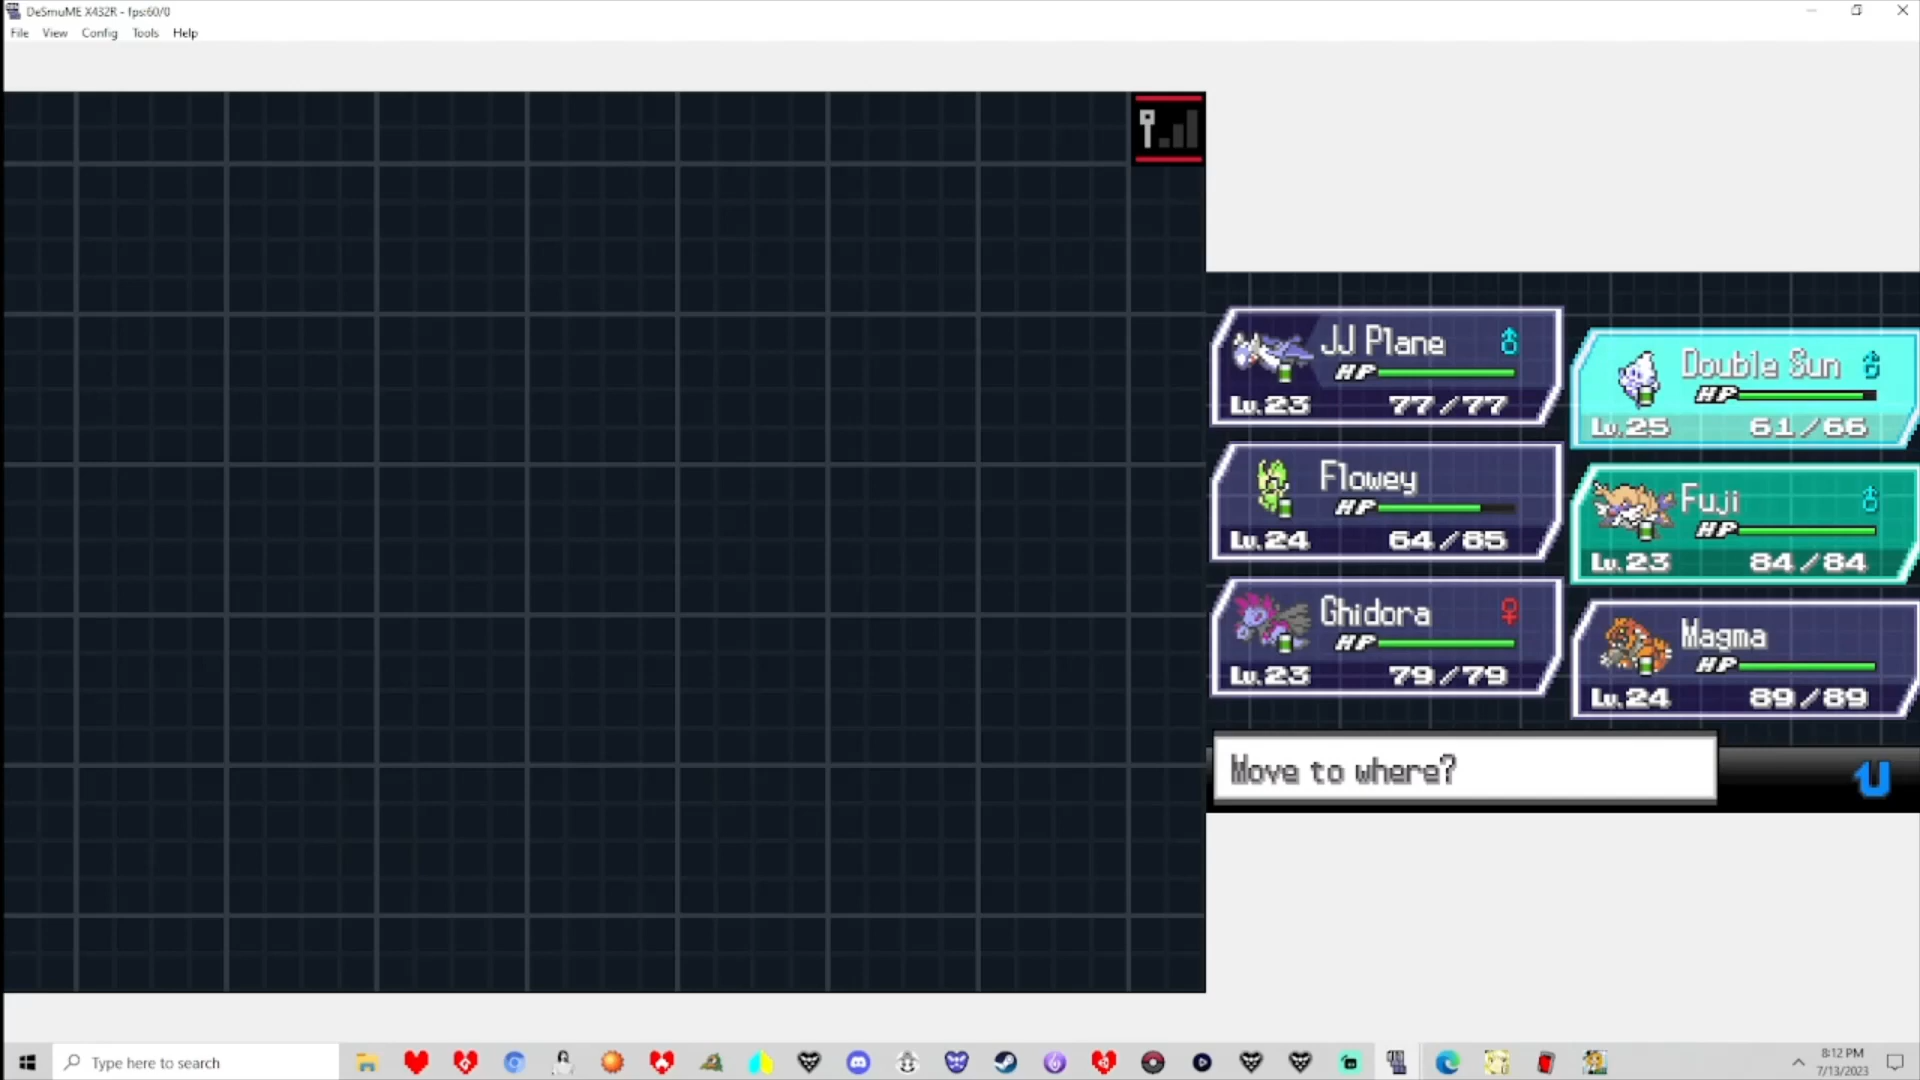 DeSmuME X432R - fps:60/0
File View Config Tools Help
JJ Plane
HP
Lv.23 77/77
Double Sun
HP
Lv.25 61/66
Flowey
HP
Lv.24 64/85
Fuji
HP
Lv.23 84/84
Ghidora
HP
Lv.23 79/79
Magma
HP
Lv.24 89/89
Move to where?
Type here to search
8:12 PM
7/13/2023